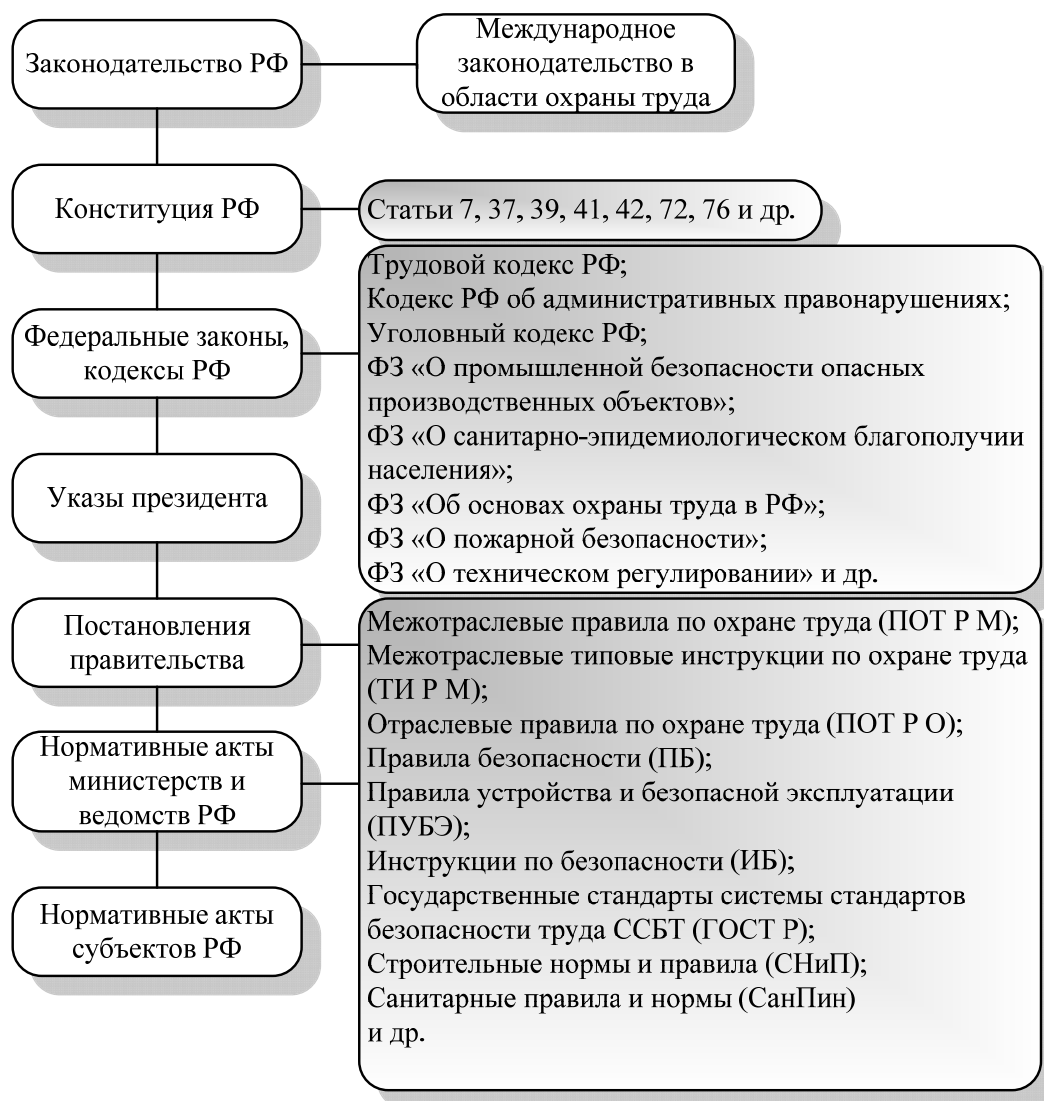 Законодательство РФ
Международное
законодательство в
области охраны труда
Конституция РФ
Статьи 7, 37, 39, 41, 42, 72, 76 и др.
Федеральные законы,
кодексы РФ
Трудовой кодекс РФ;
Кодекс РФ об административных правонарушениях;
Уголовный кодекс РФ;
ФЗ «О промышленной безопасности опасных
производственных объектов»;
ФЗ «О санитарно-эпидемиологическом благополучии
населения»;
ФЗ «Об основах охраны труда в РФ»;
ФЗ «О пожарной безопасности»;
ФЗ «О техническом регулировании» и др.
Указы президента
Постановления
правительства
Нормативные акты
министерств и
ведомств РФ
Межотраслевые правила по охране труда (ПОТ Р М);
Межотраслевые типовые инструкции по охране труда
(ТИ Р М);
Отраслевые правила по охране труда (ПОТ Р О);
Правила безопасности (ПБ);
Правила устройства и безопасной эксплуатации
(ПУБЭ);
Инструкции по безопасности (ИБ);
Государственные стандарты системы стандартов
безопасности труда ССБТ (ГОСТ Р);
Строительные нормы и правила (СНиП);
Санитарные правила и нормы (СанПин)
и др.
Нормативные акты
субъектов РФ